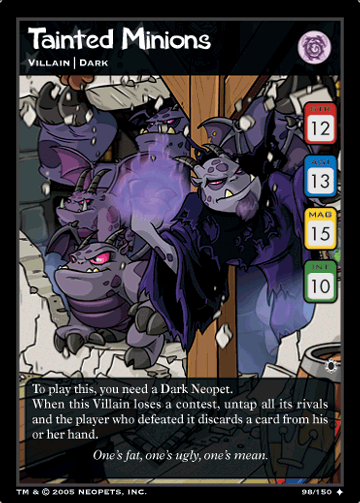 Tainted Minions
VILLAIN | DARK
STR
12
AGI
13
MAG
15
INT
10
To play this, you need a Dark Neopet.
When this Villain loses a contest, untap all its rivals
and the player who defeated it discards a card from his
or her hand.
One's fat, one's ugly, one's mean.
TM & © 2005 NEOPETS, INC.
98/150